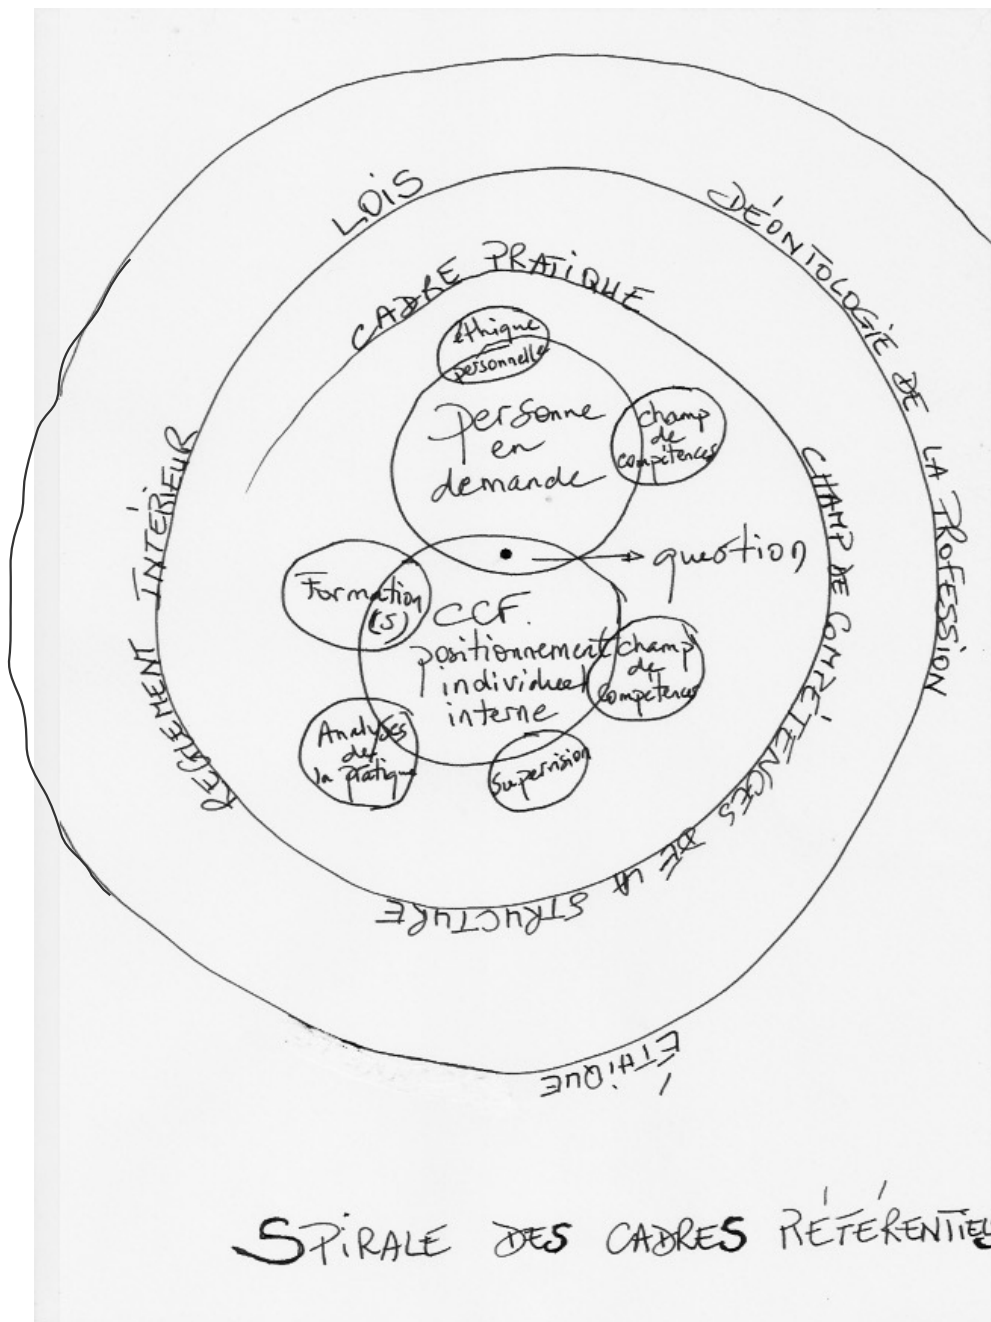 LOIS
DÉONTOLOGIE DE LA PROFESSION
CADRE PRATIQUE
éthique
personnelle
personne
en
demande
champ
de
compétences
CHAMP DE COMPÉTENCES DE LA STRUCTURE
RÉGLEMENT INTÉRIEUR
question
Formation
(s)
CCF.
positionnement
individuel
interne
champ
de
compétences
Analyses
de
la pratique
supervision
ÉTHIQUE
SPIRALE DES CADRES RÉFÉRENTIELS